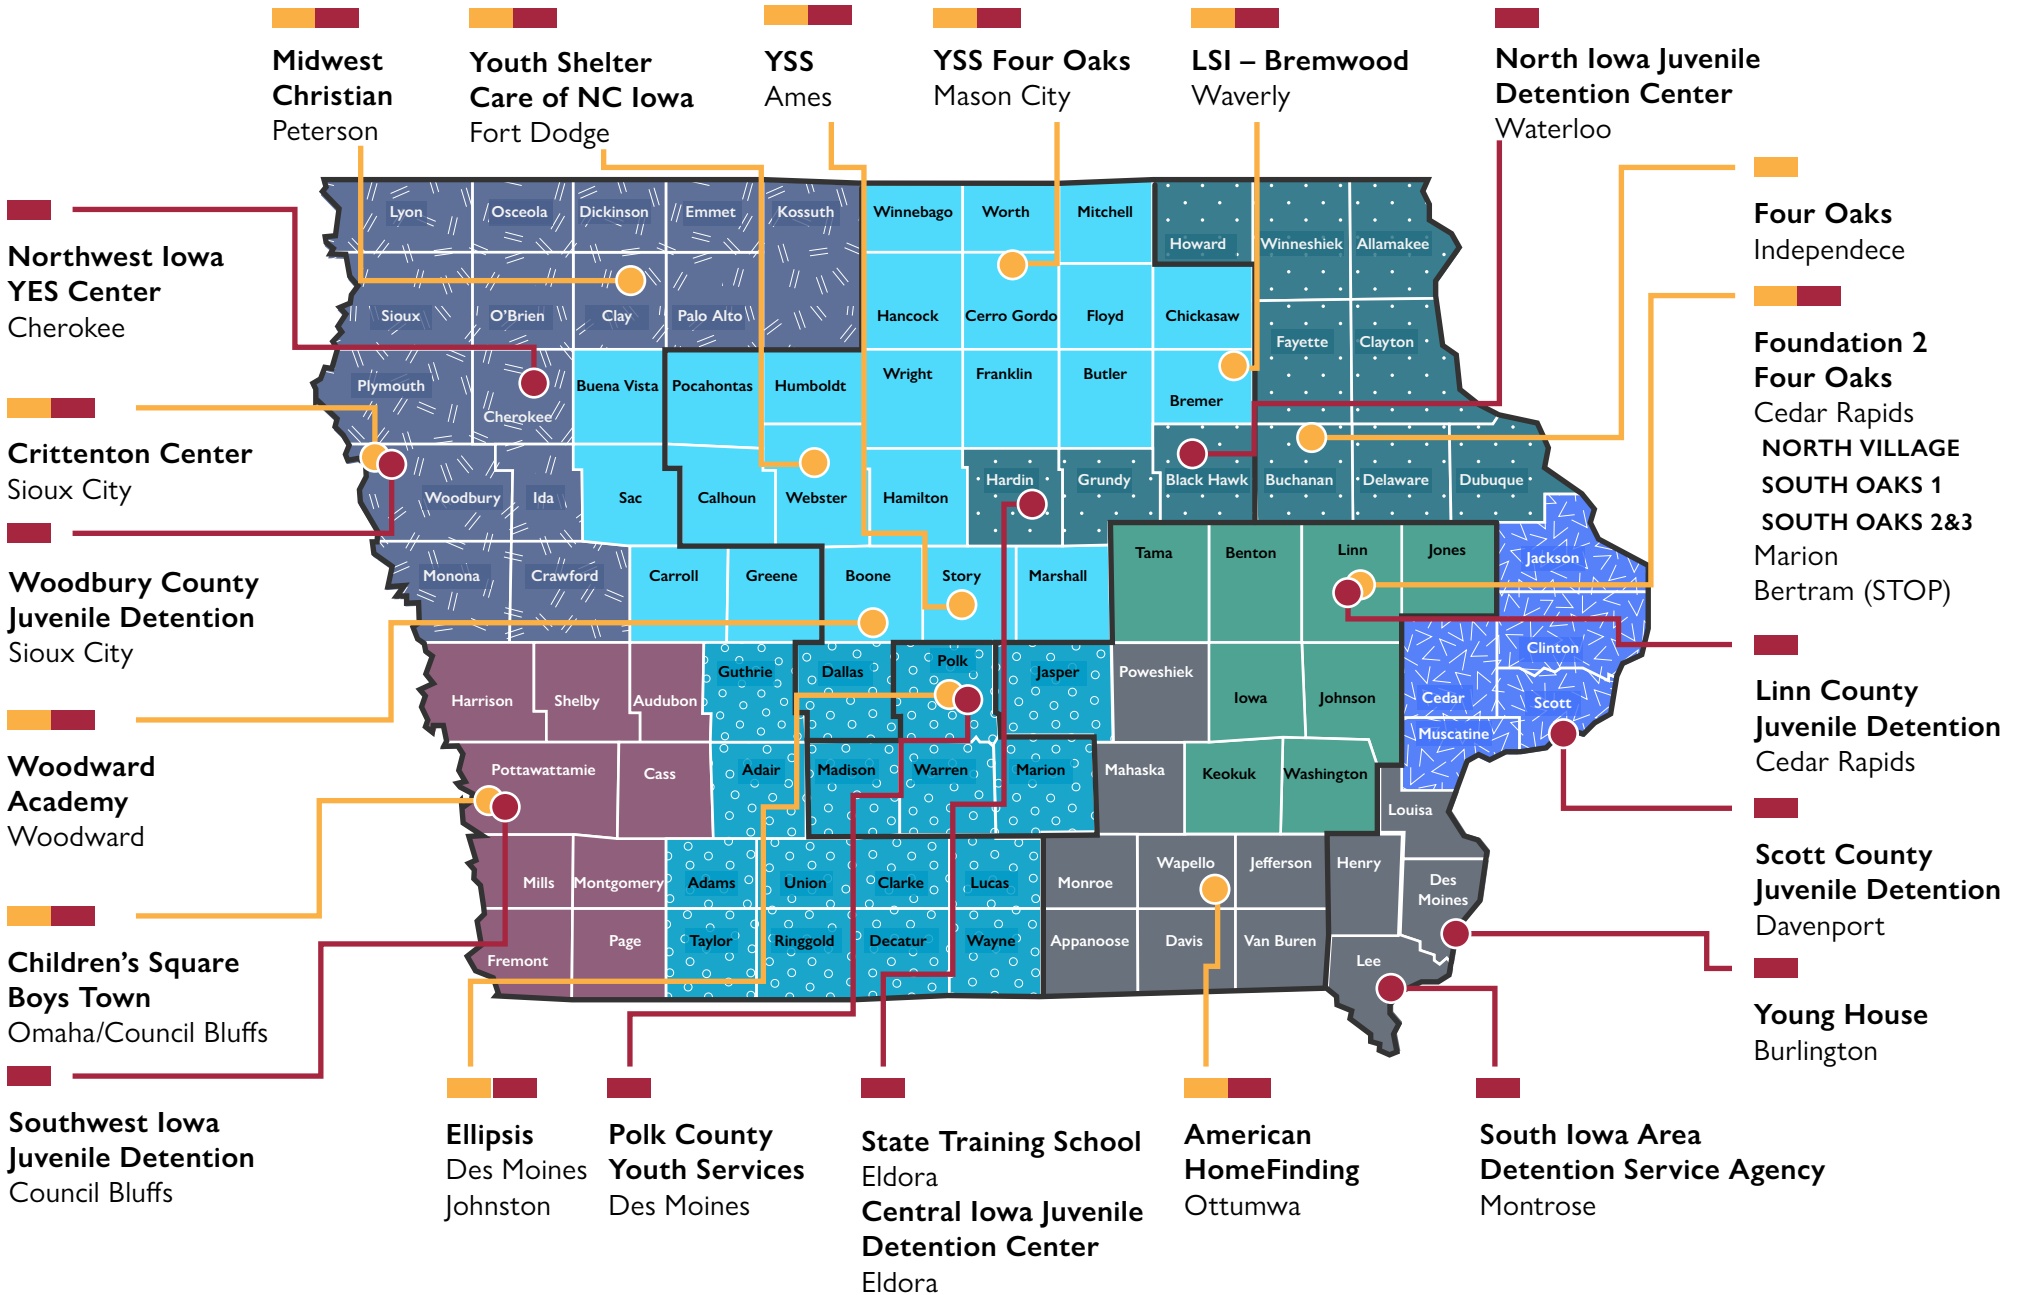 Midwest
Christian
Peterson
Youth Shelter
Care of NC Iowa
Fort Dodge
YSS
Ames
YSS Four Oaks
Mason City
LSI – Bremwood
Waverly
North Iowa Juvenile
Detention Center
Waterloo
Northwest Iowa
YES Center
Cherokee
Crittenton Center
Sioux City
Woodbury County
Juvenile Detention
Sioux City
Woodward
Academy
Woodward
Children’s Square
Boys Town
Omaha/Council Bluffs
Southwest Iowa
Juvenile Detention
Council Bluffs
Lyon
Osceola
Dickinson
Emmet
Kossuth
Winnebago
Worth
Mitchell
Howard
Winneshiek
Allamakee
Sioux
O’Brien
Clay
Palo Alto
Hancock
Cerro Gordo
Floyd
Chickasaw
Fayette
Clayton
Plymouth
Cherokee
Buena Vista
Pocahontas
Humboldt
Wright
Franklin
Butler
Bremer
Woodbury
Ida
Sac
Calhoun
Webster
Hamilton
Hardin
Grundy
Black Hawk
Buchanan
Delaware
Dubuque
Monona
Crawford
Carroll
Greene
Boone
Story
Marshall
Tama
Benton
Linn
Jones
Jackson
Harrison
Shelby
Audubon
Guthrie
Dallas
Polk
Jasper
Poweshiek
Iowa
Johnson
Cedar
Clinton
Scott
Muscatine
Pottawattamie
Cass
Adair
Madison
Warren
Marion
Mahaska
Keokuk
Washington
Louisa
Mills
Montgomery
Adams
Union
Clarke
Lucas
Monroe
Wapello
Jefferson
Henry
Des
Moines
Fremont
Page
Taylor
Ringgold
Decatur
Wayne
Appanoose
Davis
Van Buren
Lee
Four Oaks
Independece
Foundation 2
Four Oaks
Cedar Rapids
NORTH VILLAGE
SOUTH OAKS 1
SOUTH OAKS 2&3
Marion
Bertram (STOP)
Linn County
Juvenile Detention
Cedar Rapids
Scott County
Juvenile Detention
Davenport
Young House
Burlington
Ellipsis
Des Moines
Johnston
Polk County
Youth Services
Des Moines
State Training School
Eldora
Central Iowa Juvenile
Detention Center
Eldora
American
HomeFinding
Ottumwa
South Iowa Area
Detention Service Agency
Montrose